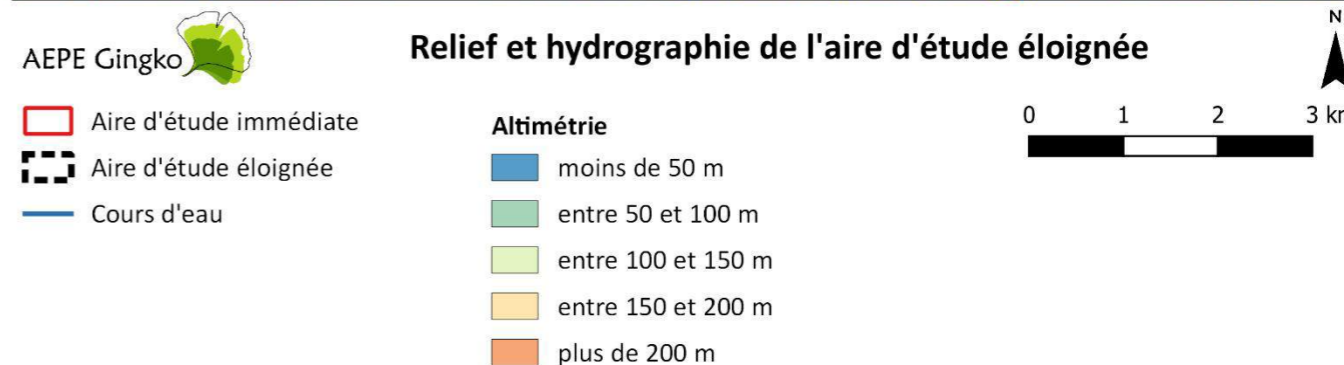 AEPE Gingko
Relief et hydrographie de l'aire d'étude éloignée
N
Aire d'étude immédiate
Aire d'étude éloignée
Cours d'eau
Altimétrie
moins de 50 m
entre 50 et 100 m
entre 100 et 150 m
entre 150 et 200 m
plus de 200 m
0 1 2 3 km